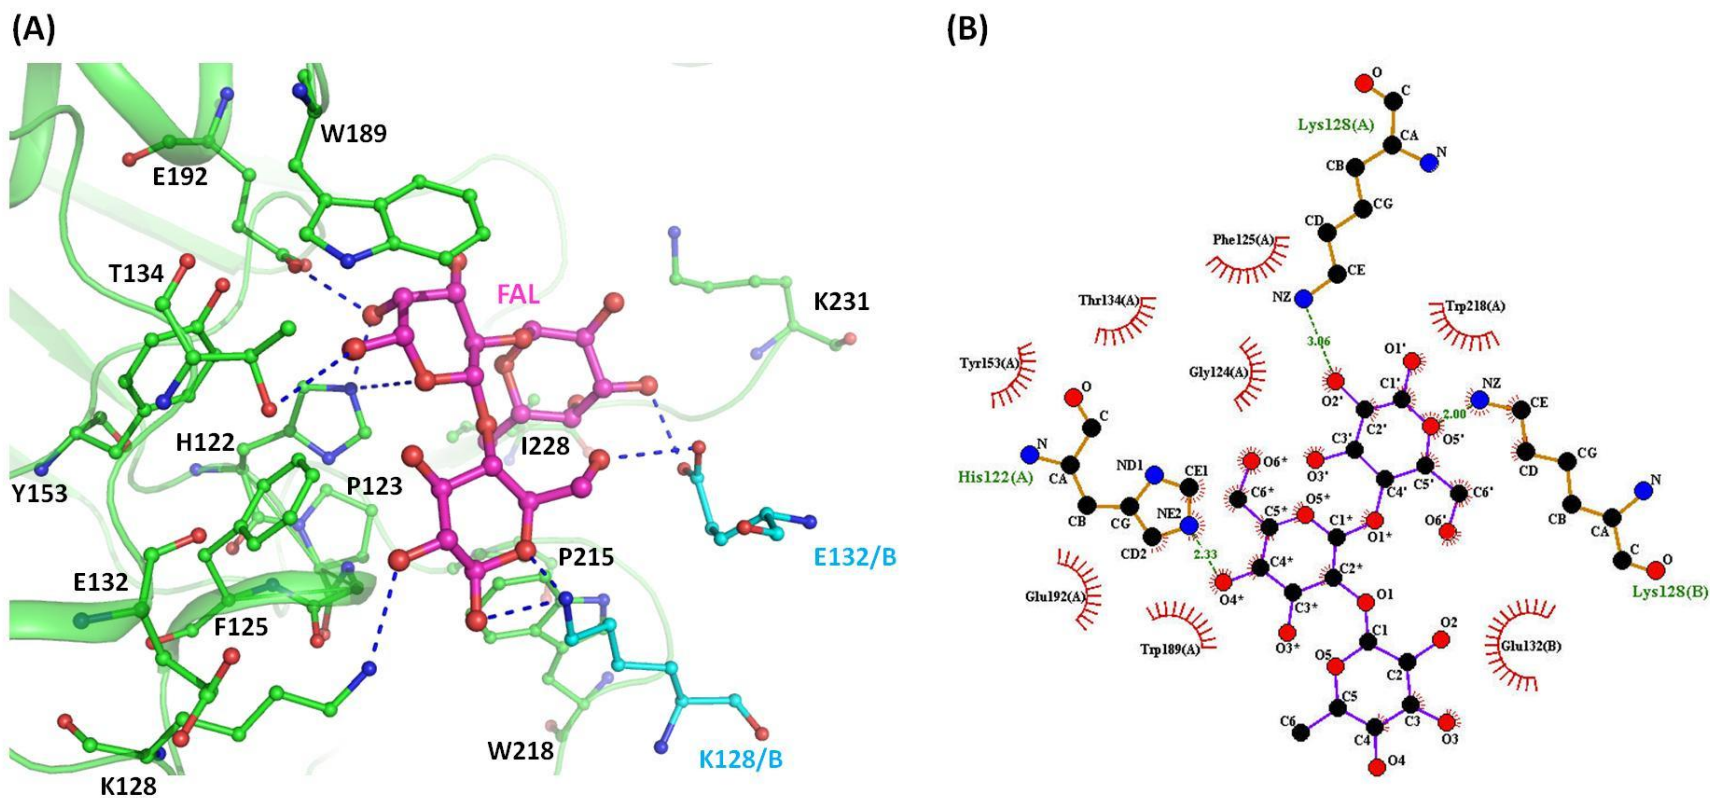 (A)
W189
E192
T134
FAL
K231
H122
I228
Y153
P123
E132/B
P215
E132
F125
W218
K128/B
K128
(B)
O
C
Lys128(A)
CA
N
CB
CG
CD
Phe125(A)
CE
NZ
Thr134(A)
Trp218(A)
3.06
O1'
Tyr153(A)
Gly124(A)
C1'
NZ
CE
O2'
2.00
O
C2'
O5'
C
C3'
CD
CG
N
ND1
CE1
O6*
O3'
C5'
His122(A)
CA
C4'
N
C6*
C6'
CB
CG
NE2
O5*
CB
CA
C5*
C1*
O1*
O6'
CD2
C
2.33
C4*
C2*
O
Glu192(A)
O4*
C3*
O1
Lys128(B)
O3*
C1
O2
Trp189(A)
O5
C2
Glu132(B)
C5
C3
C6
C4
O3
O4